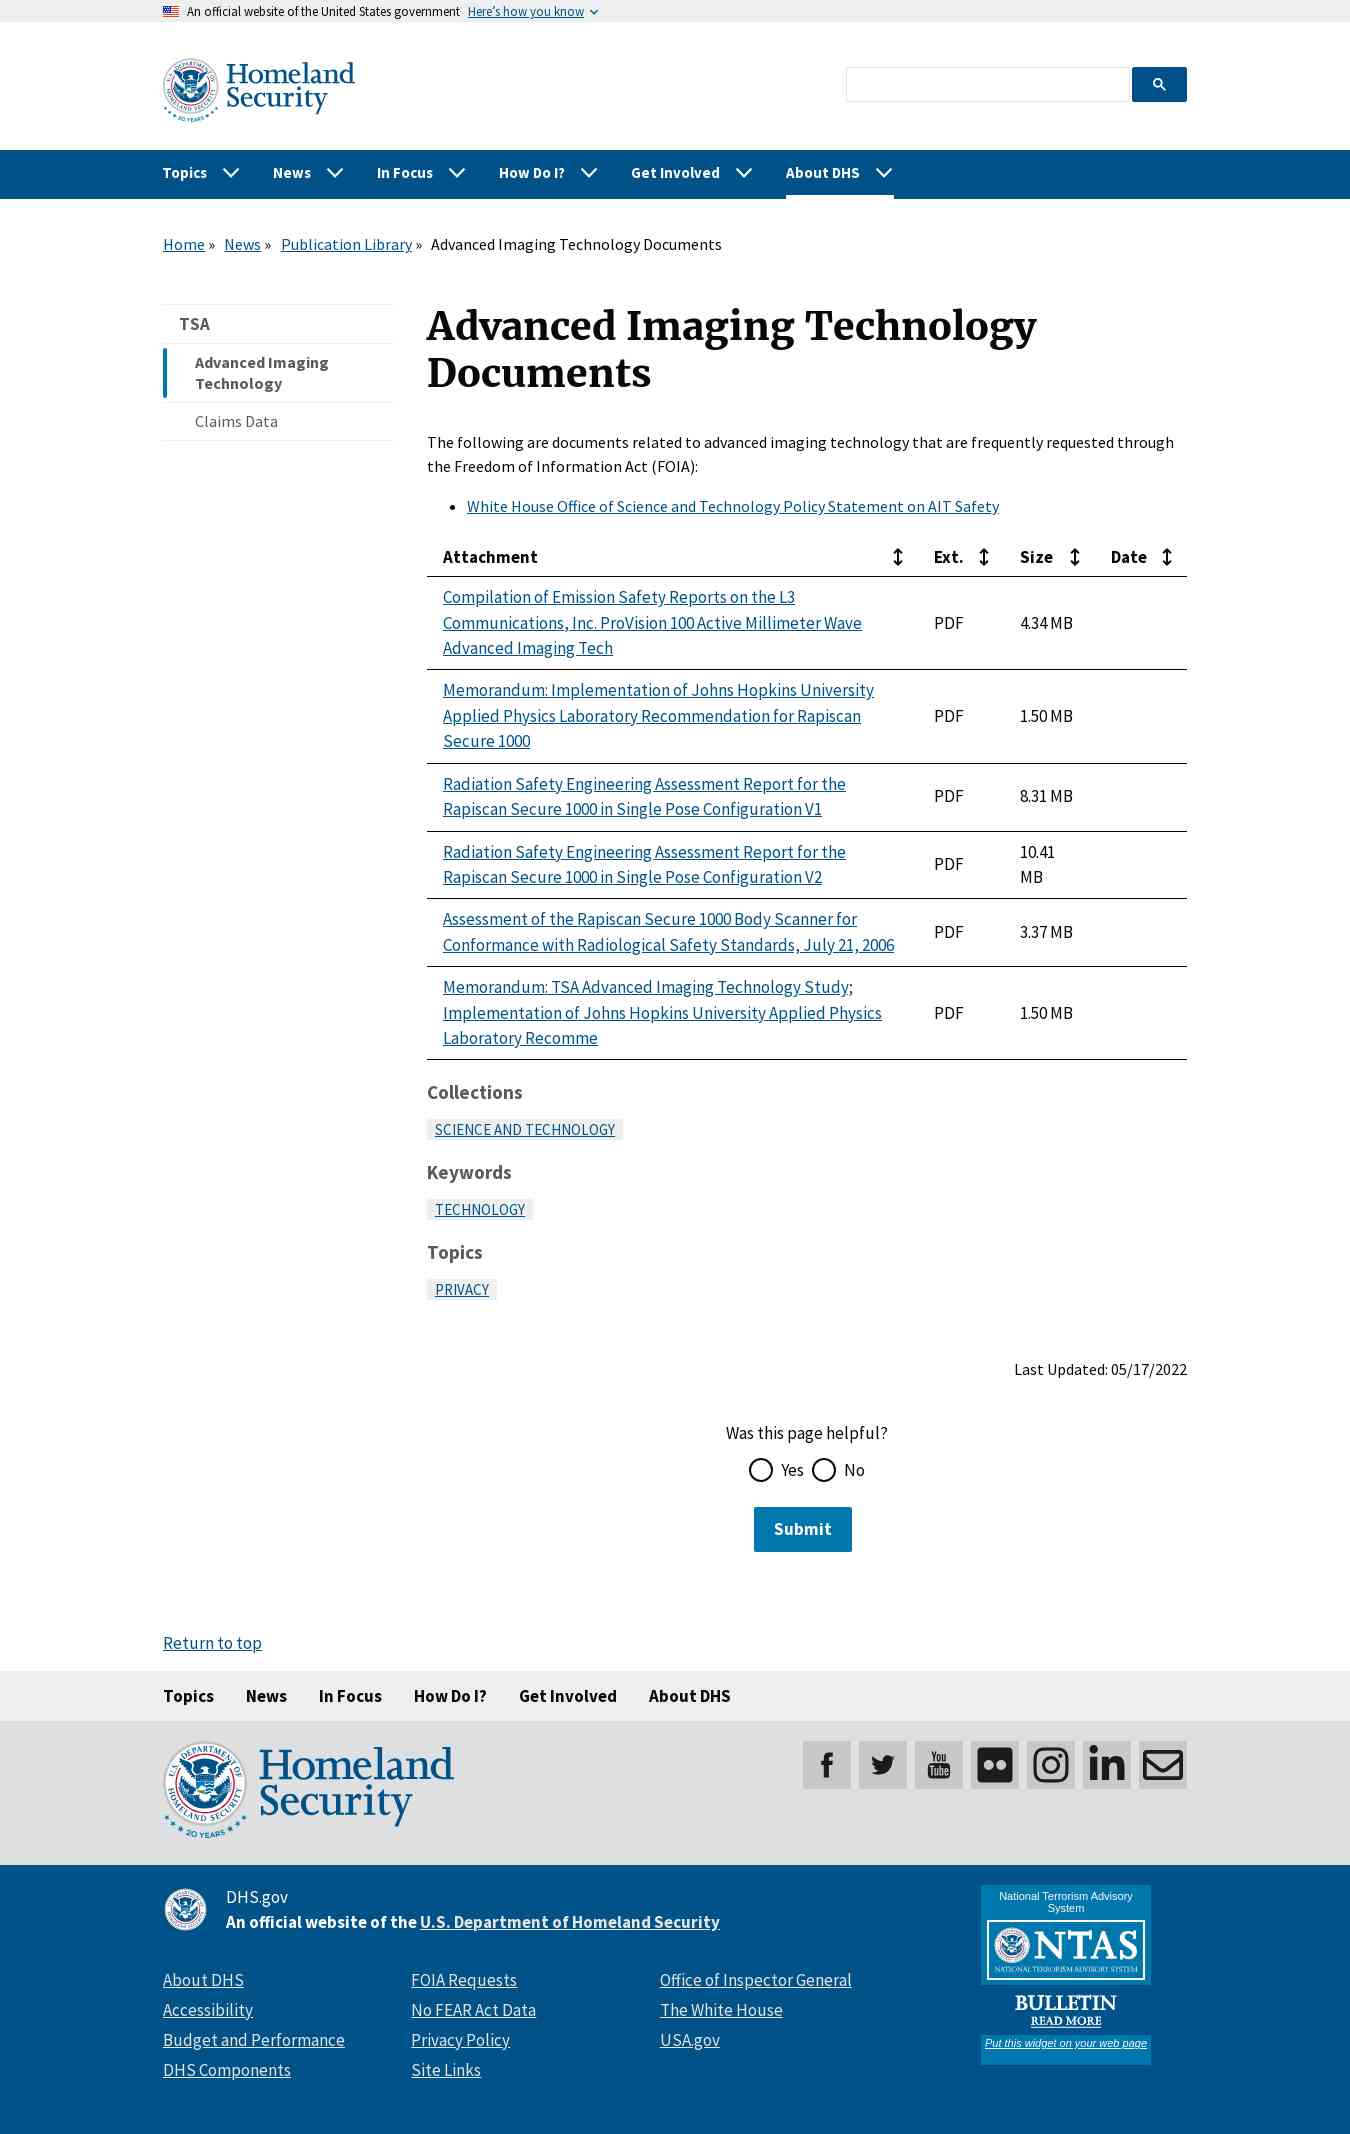 An official website of the United States government Here's how you know
U.S. DEPARTMENT OF HOMELAND SECURITY
20 YEARS
Homeland
Security
Topics News In Focus How Do I? Get Involved About DHS
Home » News » Publication Library » Advanced Imaging Technology Documents
TSA
Advanced Imaging
Technology
Claims Data
Advanced Imaging Technology
Documents
The following are documents related to advanced imaging technology that are frequently requested through
the Freedom of Information Act (FOIA):
• White House Office of Science and Technology Policy Statement on AIT Safety
Attachment Ext. Size Date
Compilation of Emission Safety Reports on the L3
Communications, Inc. ProVision 100 Active Millimeter Wave PDF 4.34 MB
Advanced Imaging Tech
Memorandum: Implementation of Johns Hopkins University
Applied Physics Laboratory Recommendation for Rapiscan PDF 1.50 MB
Secure 1000
Radiation Safety Engineering Assessment Report for the
Rapiscan Secure 1000 in Single Pose Configuration V1
PDF 8.31 MB
Radiation Safety Engineering Assessment Report for the
Rapiscan Secure 1000 in Single Pose Configuration V2
PDF
10.41
MB
Assessment of the Rapiscan Secure 1000 Body Scanner for
Conformance with Radiological Safety Standards, July 21, 2006
PDF 3.37 MB
Memorandum: TSA Advanced Imaging Technology Study;
Implementation of Johns Hopkins University Applied Physics PDF 1.50 MB
Laboratory Recomme
Collections
SCIENCE AND TECHNOLOGY
Keywords
TECHNOLOGY
Topics
PRIVACY
Last Updated: 05/17/2022
Was this page helpful?
Yes No
Submit
Return to top
Topics News In Focus How Do I? Get Involved About DHS
U.S. DEPARTMENT OF HOMELAND SECURITY
20 YEARS
Homeland
Security
You
Tube
in
DHS.gov
An official website of the U.S. Department of Homeland Security
About DHS FOIA Requests Office of Inspector General
Accessibility No FEAR Act Data The White House
Budget and Performance Privacy Policy USA.gov
DHS Components Site Links
National Terrorism Advisory
System
NTAS
NATIONAL TERRORISM ADVISORY SYSTEM
BULLETIN
READ MORE
Put this widget on your web page